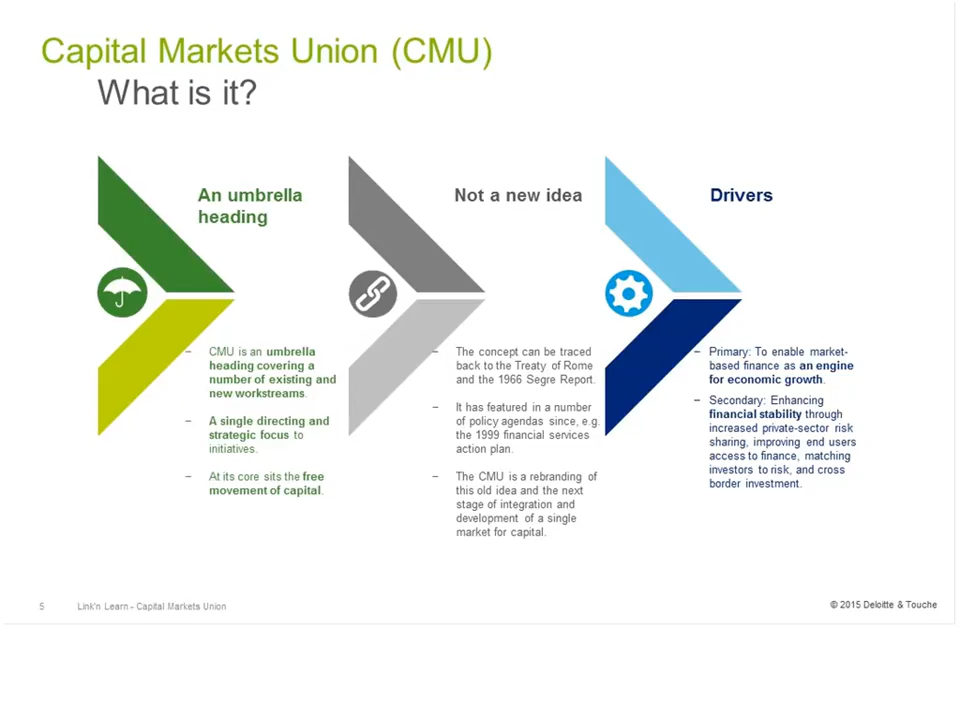 Capital Markets Union (CMU)
What is it?
An umbrella
heading
– CMU is an umbrella
heading covering a
number of existing and
new workstreams.
– A single directing and
strategic focus to
initiatives.
– At its core sits the free
movement of capital.
Not a new idea
– The concept can be traced
back to the Treaty of Rome
and the 1966 Segre Report.
– It has featured in a number
of policy agendas since, e.g.
the 1999 financial services
action plan.
– The CMU is a rebranding of
this old idea and the next
stage of integration and
development of a single
market for capital.
Drivers
– Primary: To enable market-
based finance as an engine
for economic growth.
– Secondary: Enhancing
financial stability through
increased private-sector risk
sharing, improving end users
access to finance, matching
investors to risk, and cross
border investment.
5 Link'n Learn - Capital Markets Union
© 2015 Deloitte & Touche